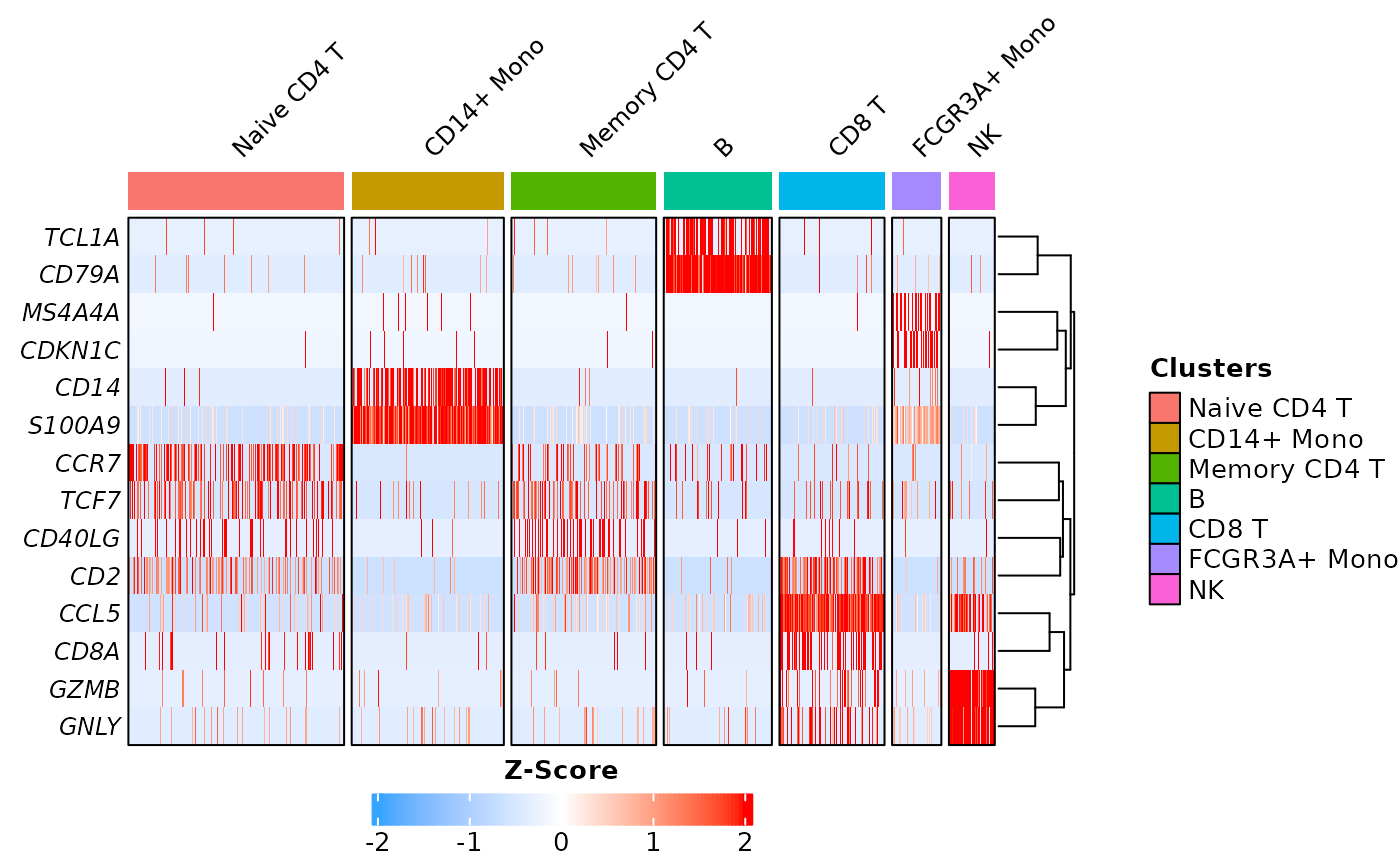 Naive CD4 T
CD14+ Mono
Memory CD4 T
B
CD8 T
FCGR3A+ Mono
NK
TCL1A
CD79A
MS4A4A
CDKN1C
CD14
S100A9
CCR7
TCF7
CD40LG
CD2
CCL5
CD8A
GZMB
GNLY
Clusters
Naive CD4 T
CD14+ Mono
Memory CD4 T
B
CD8 T
FCGR3A+ Mono
NK
Z-Score
-2 -1 0 1 2